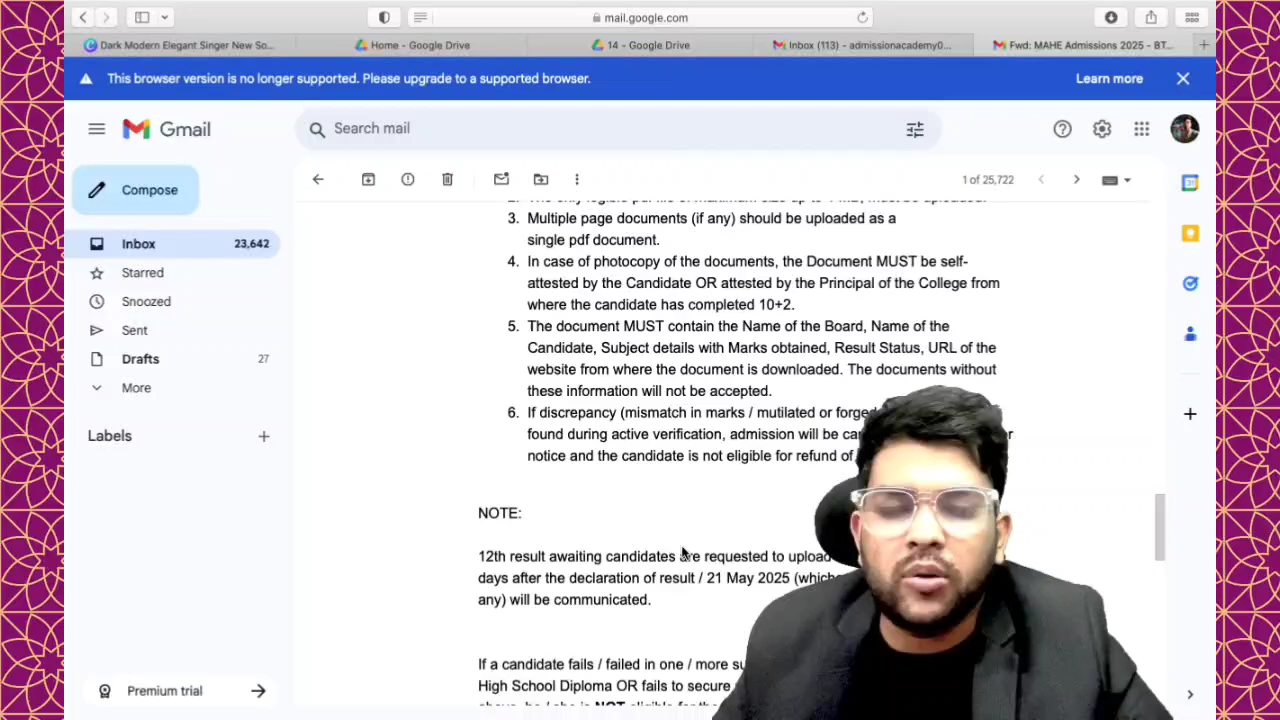 mail.google.com
Dark Modern Elegant Singer New So...
Home - Google Drive
14 - Google Drive
Inbox (113) - admissionacademy0...
Fwd: MAHE Admissions 2025 - BT...
This browser version is no longer supported. Please upgrade to a supported browser.
Learn more
Gmail
Search mail
Compose
1 of 25,722
Inbox 23,642
Starred
Snoozed
Sent
Drafts 27
More
Labels
Premium trial
3. Multiple page documents (if any) should be uploaded as a
single pdf document.
4. In case of photocopy of the documents, the Document MUST be self-
attested by the Candidate OR attested by the Principal of the College from
where the candidate has completed 10+2.
5. The document MUST contain the Name of the Board, Name of the
Candidate, Subject details with Marks obtained, Result Status, URL of the
website from where the document is downloaded. The documents without
these information will not be accepted.
6. If discrepancy (mismatch in marks / mutilated or forged
found during active verification, admission will be
notice and the candidate is not eligible for refund of
NOTE:
12th result awaiting candidates are requested to upload
days after the declaration of result / 21 May 2025
any) will be communicated.
If a candidate fails / failed in one / more
High School Diploma OR fails to secure